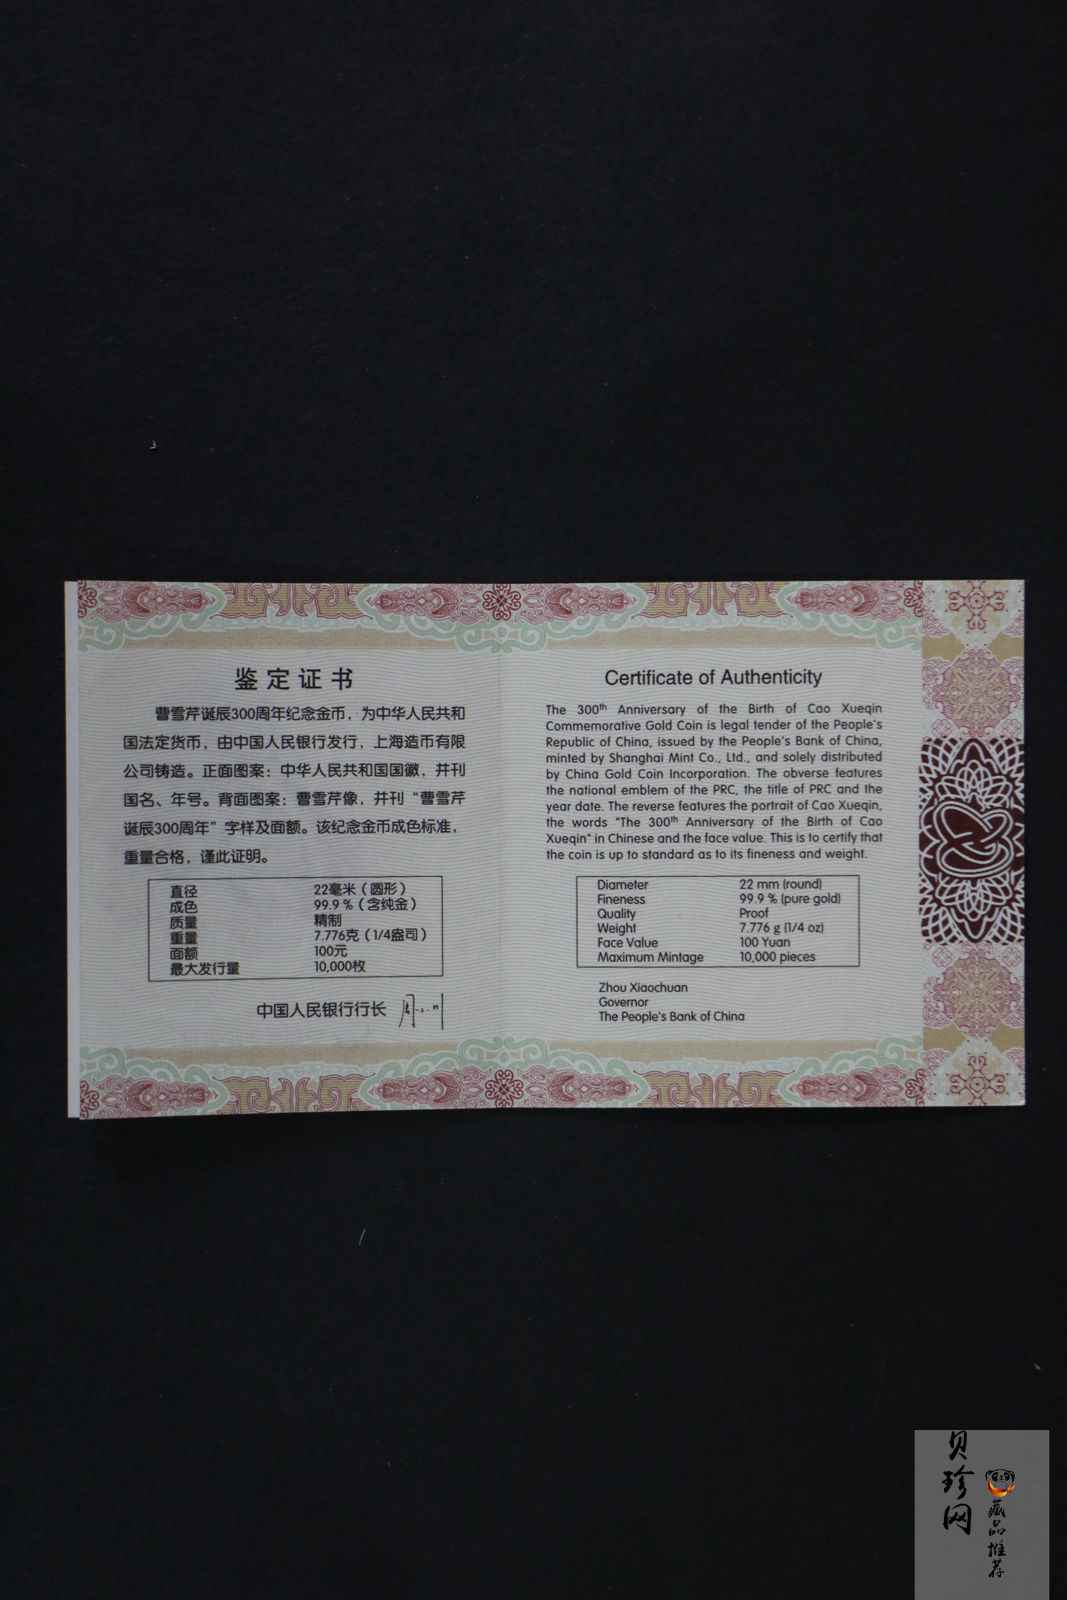 鉴定证书
曹雪芹诞辰300周年纪念金币，为中华人民共和
国法定货币，由中国人民银行发行，上海造币有限
公司铸造。正面图案：中华人民共和国国徽，并刊
国名、年号。背面图案：曹雪芹像，并刊“曹雪芹
诞辰300周年”字样及面额。该纪念金币成色标准，
重量合格，谨此证明。
直径 22毫米（圆形）
成色 99.9 %（含纯金）
质量 精制
重量 7.776克（1/4盎司）
面额 100元
最大发行量 10,000枚
中国人民银行行长
Certificate of Authenticity
The 300th Anniversary of the Birth of Cao Xueqin
Commemorative Gold Coin is legal tender of the People's
Republic of China, issued by the People's Bank of China,
minted by Shanghai Mint Co., Ltd., and solely distributed
by China Gold Coin Incorporation. The obverse features
the national emblem of the PRC, the title of PRC and the
year date. The reverse features the portrait of Cao Xueqin,
the words "The 300th Anniversary of the Birth of Cao
Xueqin" in Chinese and the face value. This is to certify that
the coin is up to standard as to its fineness and weight.
Diameter 22 mm (round)
Fineness 99.9 % (pure gold)
Quality Proof
Weight 7.776 g (1/4 oz)
Face Value 100 Yuan
Maximum Mintage 10,000 pieces
Zhou Xiaochuan
Governor
The People's Bank of China
贝珍网
藏品推荐